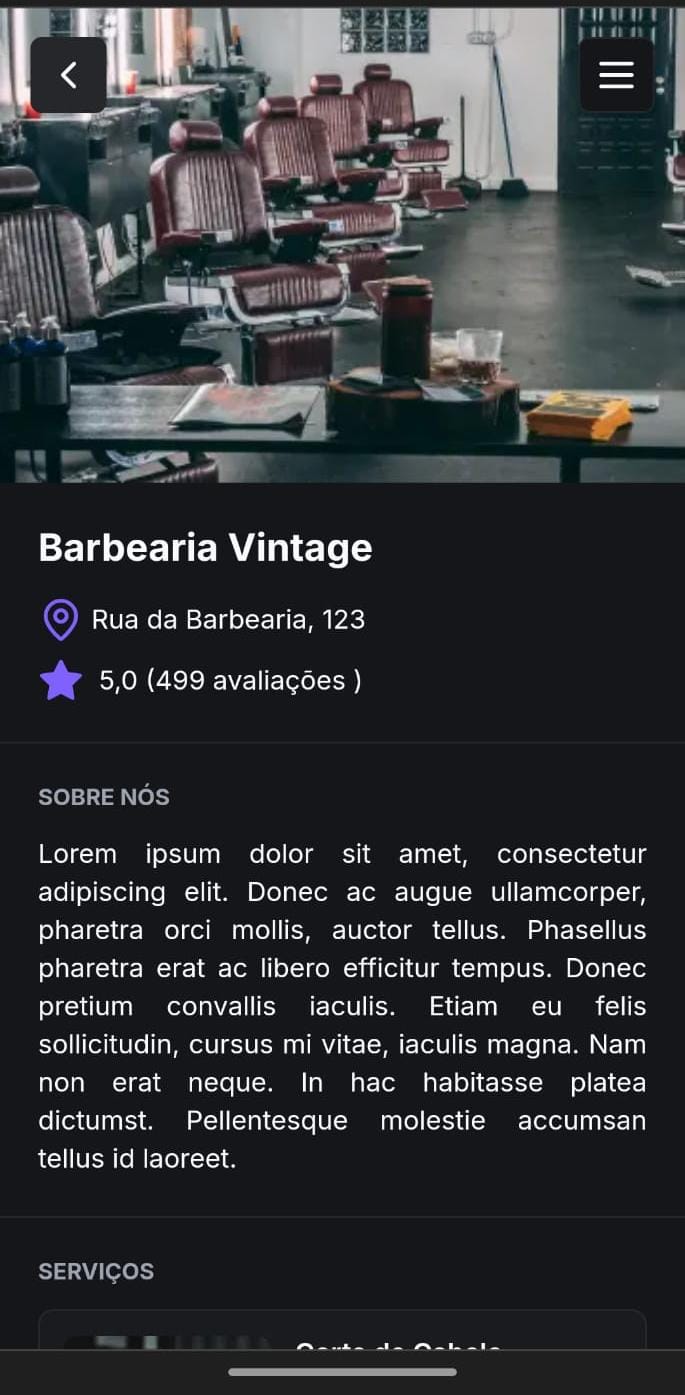 Barbearia Vintage
Rua da Barbearia, 123
5,0 (499 avaliações )
SOBRE NÓS
Lorem ipsum dolor sit amet, consectetur
adipiscing elit. Donec ac augue ullamcorper,
pharetra orci mollis, auctor tellus. Phasellus
pharetra erat ac libero efficitur tempus. Donec
pretium convallis iaculis. Etiam eu felis
sollicitudin, cursus mi vitae, iaculis magna. Nam
non erat neque. In hac habitasse platea
dictumst. Pellentesque molestie accumsan
tellus id laoreet.
SERVIÇOS
Corte de Cabelo